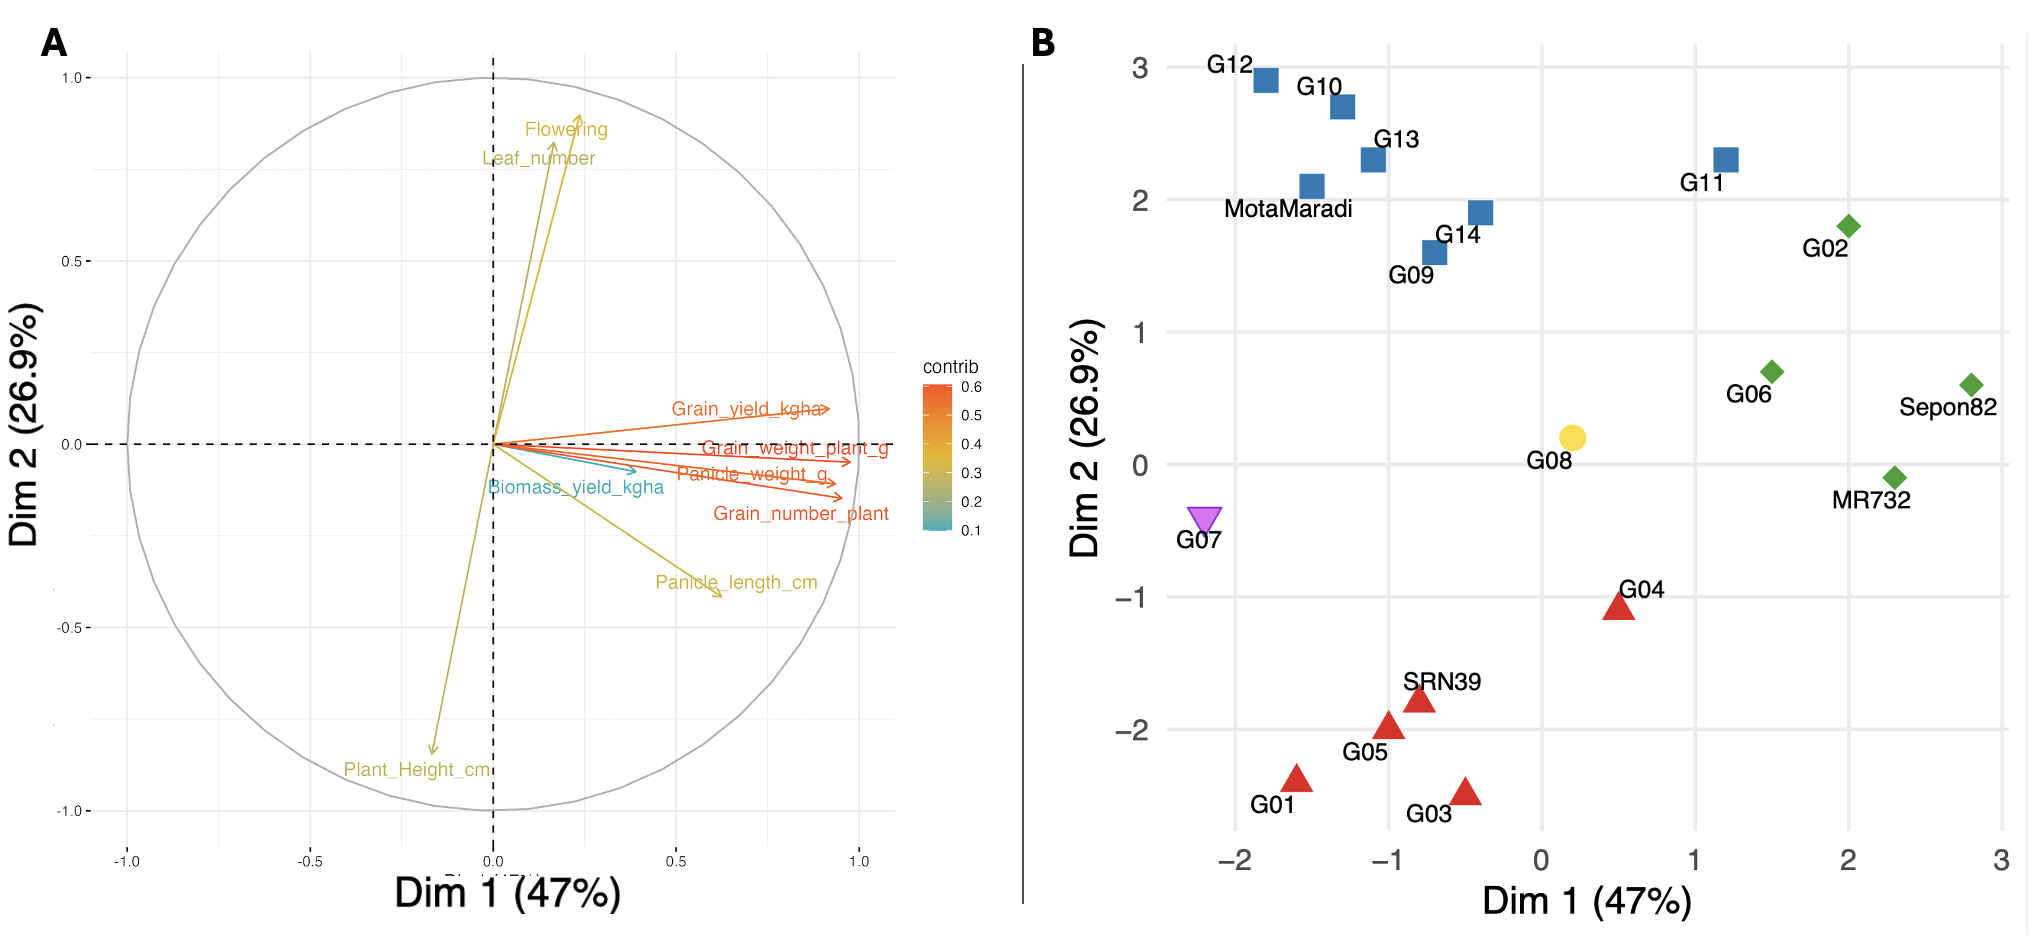 A
Dim 2 (26.9%)
1.0
0.5
0.0
-0.5
-1.0
Flowering
Leaf_number
Grain_yield_kgha
Grain_weight_plant_g
Panicle_weight_g
Biomass_yield_kgha
Grain_number_plant
Panicle_length_cm
Plant_Height_cm
-1.0
-0.5
0.0
0.5
1.0
Dim 1 (47%)
contrib
0.6
0.5
0.4
0.3
0.2
0.1
B
Dim 2 (26.9%)
3
2
1
0
−1
−2
G12
G10
G13
MotaMaradi
G14
G09
G11
G02
G06
Sepon82
G08
MR732
G07
G04
SRN39
G05
G01
G03
−2
−1
0
1
2
3
Dim 1 (47%)